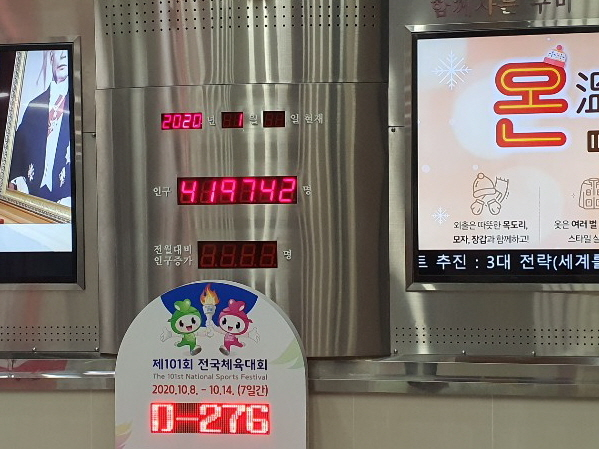 2020 년 1 월 일 현재
인구 419742 명
전월대비
인구증가 명
제101회 전국체육대회
The 101st National Sports Festival
2020.10.8. - 10.14. (7일간)
D-276
온 溫
외출은 따뜻한 목도리,
모자, 장갑과 함께하고!
옷은 여러 벌
스타일
트 추진 : 3대 전략(세계를